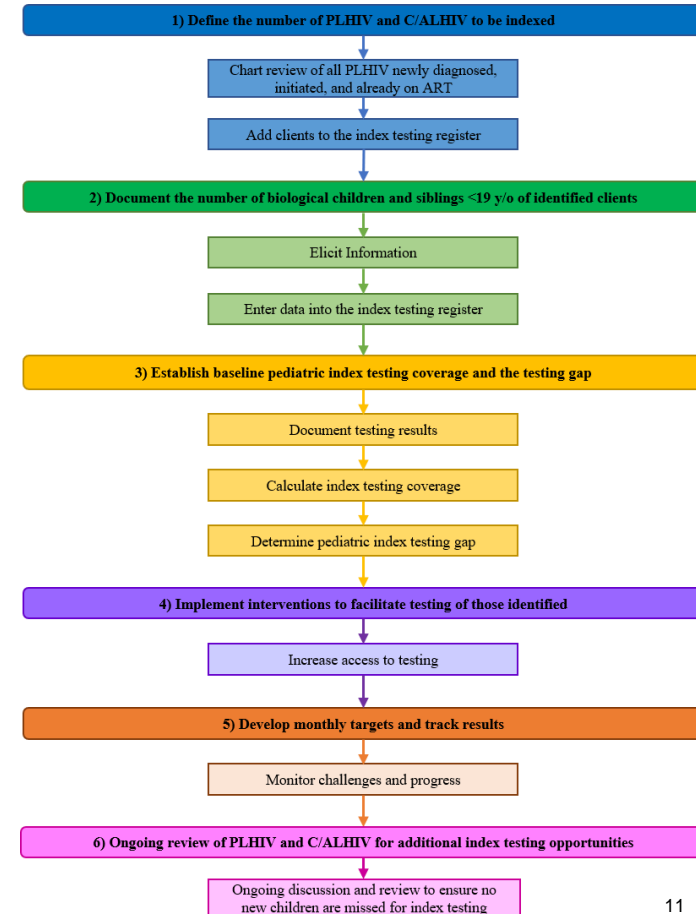 1) Define the number of PLHIV and C/ALHIV to be indexed
Chart review of all PLHIV newly diagnosed,
initiated, and already on ART
Add clients to the index testing register
2) Document the number of biological children and siblings <19 y/o of identified clients
Elicit Information
Enter data into the index testing register
3) Establish baseline pediatric index testing coverage and the testing gap
Document testing results
Calculate index testing coverage
Determine pediatric index testing gap
4) Implement interventions to facilitate testing of those identified
Increase access to testing
5) Develop monthly targets and track results
Monitor challenges and progress
6) Ongoing review of PLHIV and C/ALHIV for additional index testing opportunities
Ongoing discussion and review to ensure no
new children are missed for index testing
11